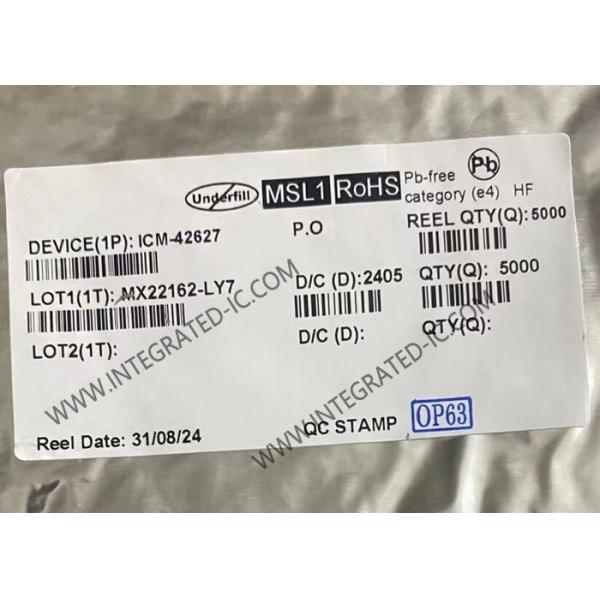 Underfill MSL1 RoHS Pb-free category (e4) HF Pb
DEVICE(1P): ICM-42627
P.O
REEL QTY(Q):5000
LOT1(1T): MX22162-LY7
D/C (D):2405
QTY(Q): 5000
LOT2(1T):
D/C (D):
QTY(Q):
Reel Date: 31/08/24
QC STAMP
OP63
WWW.INTEGRATED-IC.COM
WWW.INTEGRATED-IC.COM